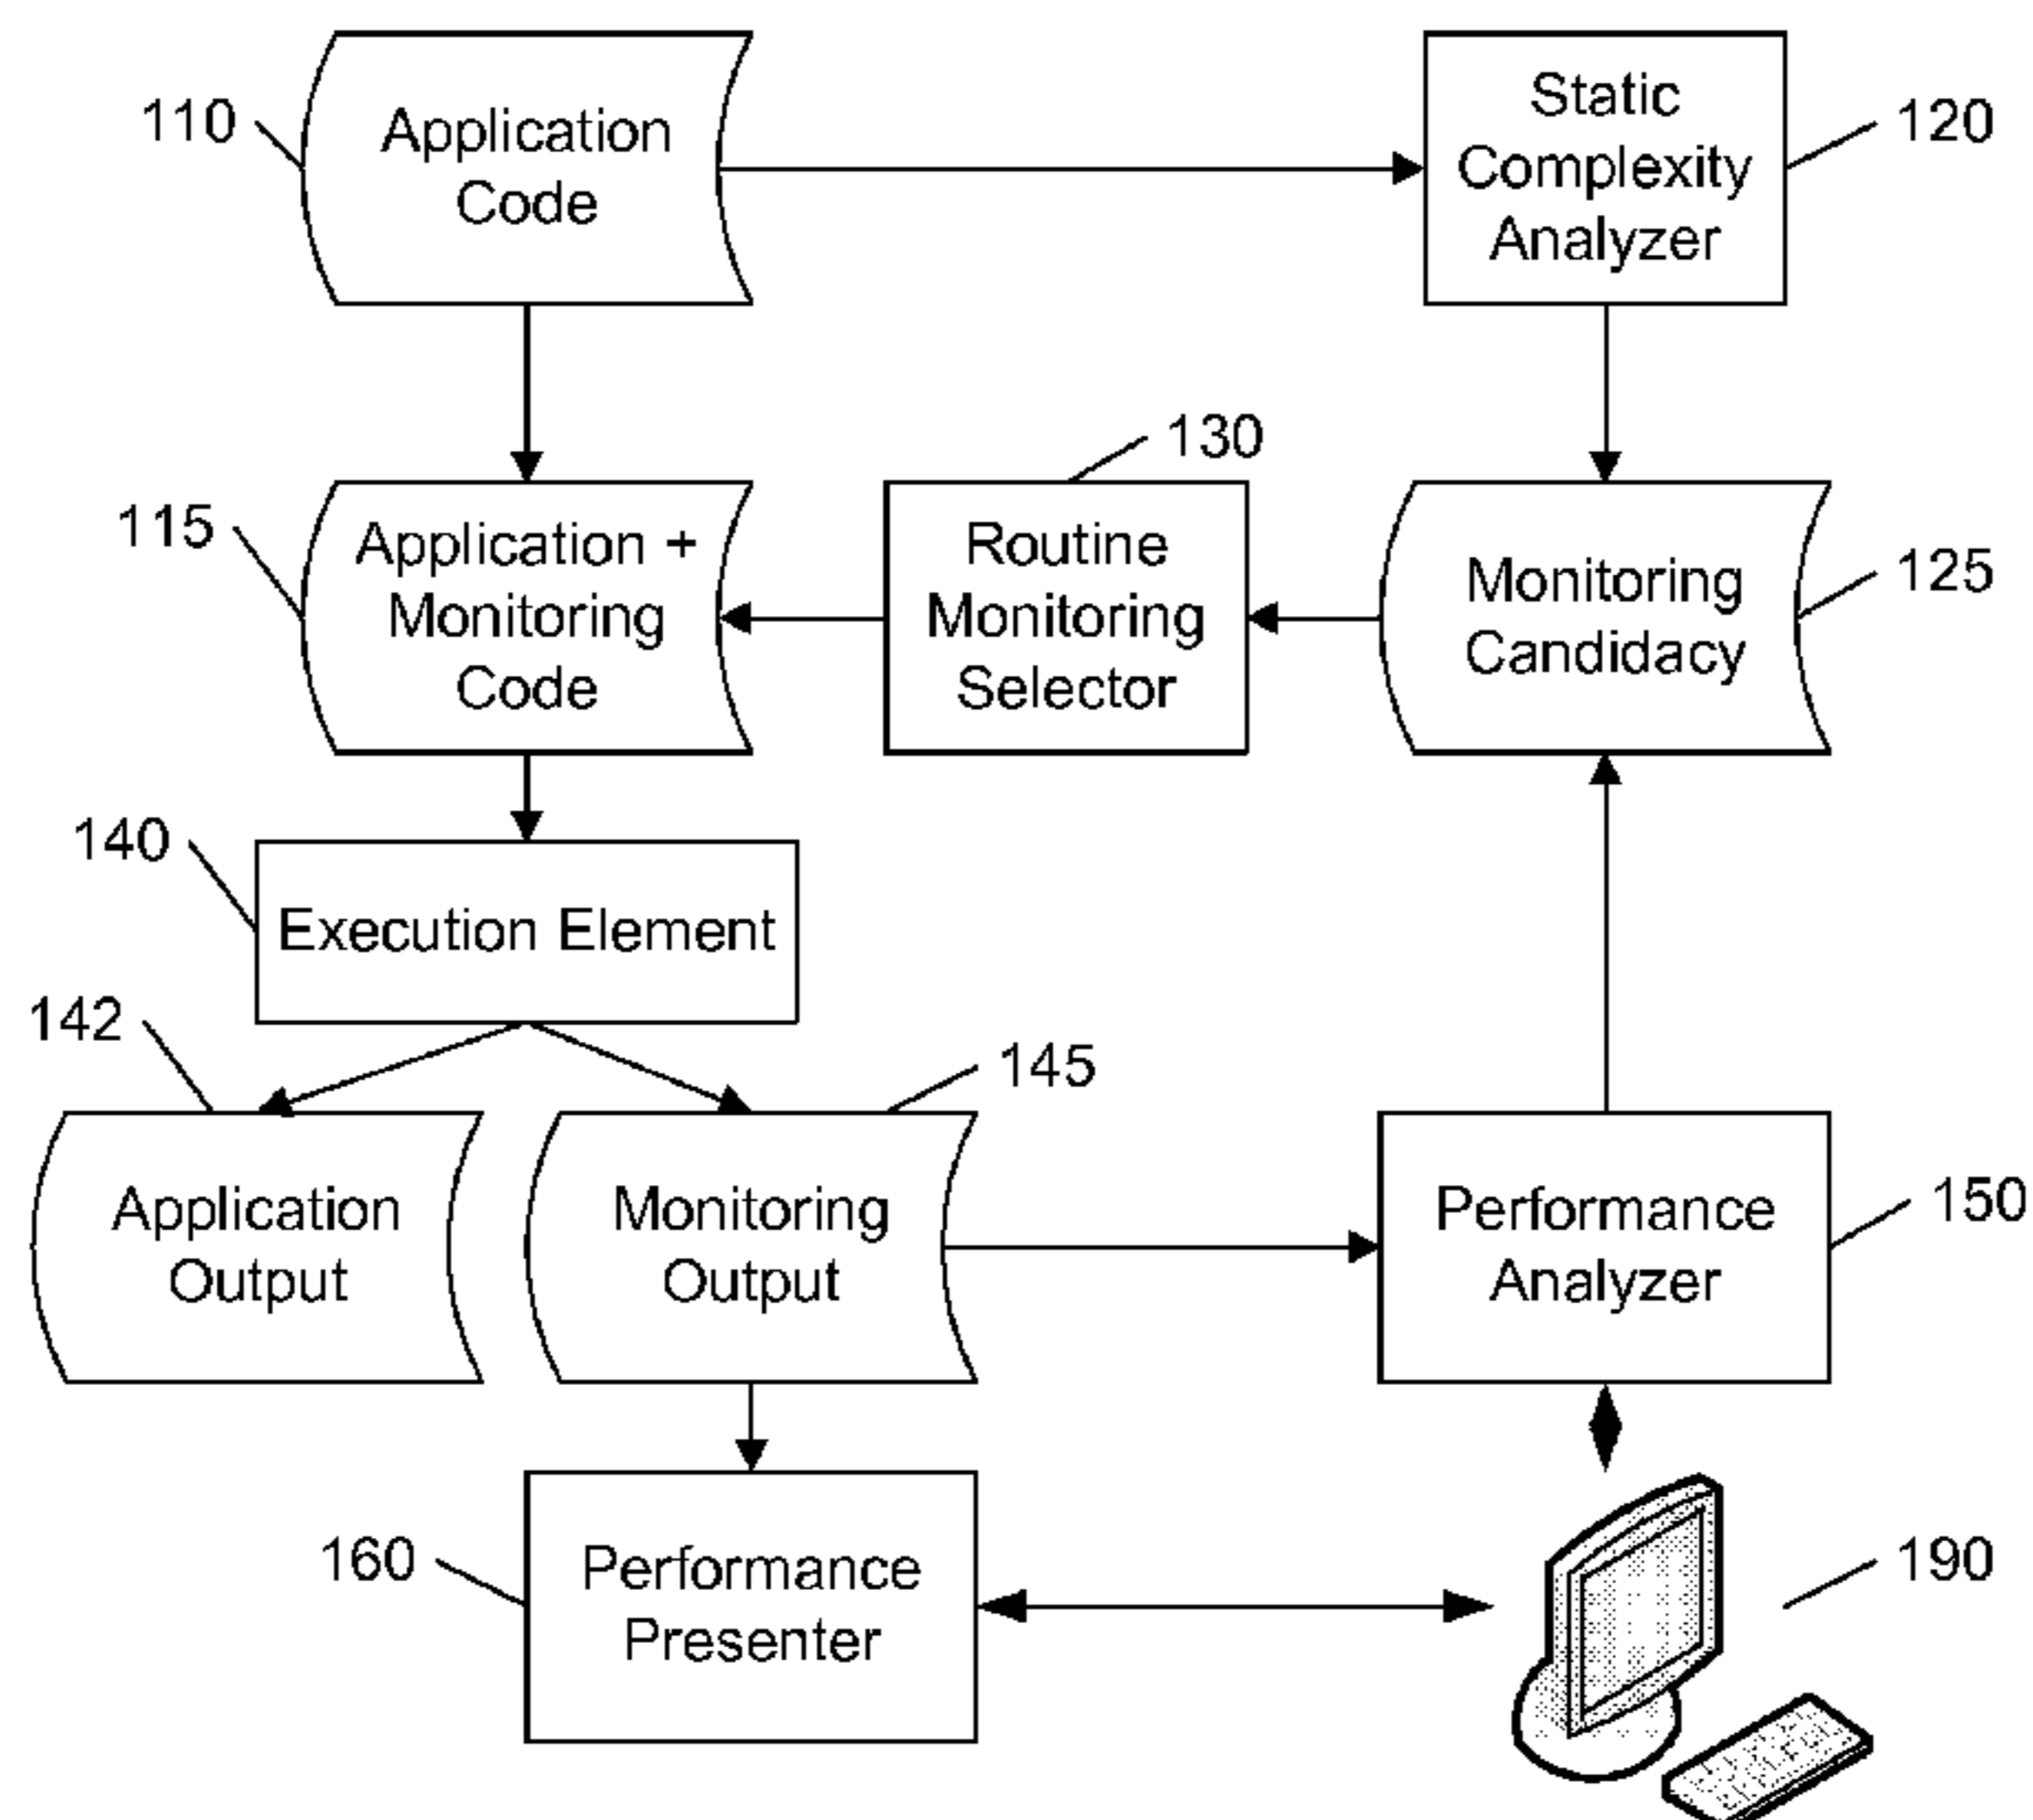 110
Application
Code
Static
Complexity
Analyzer
120
115
Application +
Monitoring
Code
130
Routine
Monitoring
Selector
Monitoring
Candidacy
125
140
Execution Element
142
Application
Output
145
Monitoring
Output
Performance
Analyzer
150
160
Performance
Presenter
190